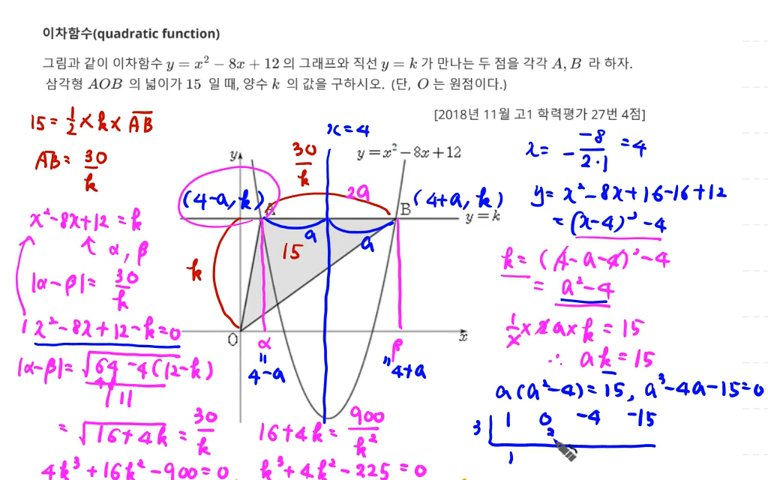 이차함수(quadratic function)
그림과 같이 이차함수 y = x² − 8x + 12 의 그래프와 직선 y = k 가 만나는 두 점을 각각 A, B 라 하자.
삼각형 AOB 의 넓이가 15 일 때, 양수 k 의 값을 구하시오. (단, O 는 원점이다.)
[2018년 11월 고1 학력평가 27번 4점]
15 = 1/2 × k × AB
AB = 30/k
x² − 8x + 12 = k
α, β
|α − β| = 30/k
x² − 8x + 12 − k = 0
|α − β| = √(64 − 4(12 − k))
= √(16 + 4k) = 30/k
4k³ + 16k² − 900 = 0
x = 4
y
30/k
y = x² − 8x + 12
(4 − a, k)
A
2a
B
(4 + a, k)
y = k
a
a
k
15
O
α
β
x
4 − a
4 + a
16 + 4k = 900/k²
k³ + 4k² − 225 = 0
x = − −8/2·1 = 4
y = x² − 8x + 16 − 16 + 12
= (x − 4)² − 4
k = (4 − a − 4)² − 4
= a² − 4
1/2 × 2a × k = 15
∴ ak = 15
a(a² − 4) = 15, a³ − 4a − 15 = 0
3 1 0 −4 −15
3
1